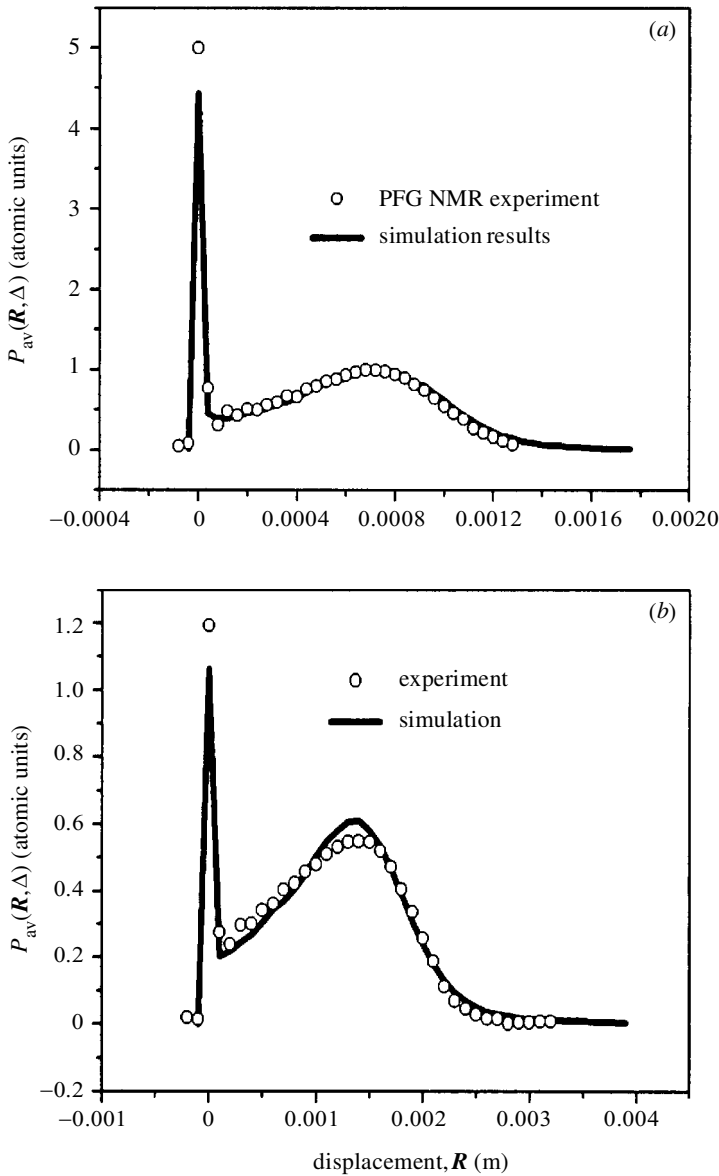 (a)
5
4
3
2
1
0
P_av(R,Δ) (atomic units)
PFG NMR experiment
simulation results
−0.0004 0 0.0004 0.0008 0.0012 0.0016 0.0020
(b)
1.2
1.0
0.8
0.6
0.4
0.2
0
−0.2
P_av(R,Δ) (atomic units)
experiment
simulation
−0.001 0 0.001 0.002 0.003 0.004
displacement, R (m)